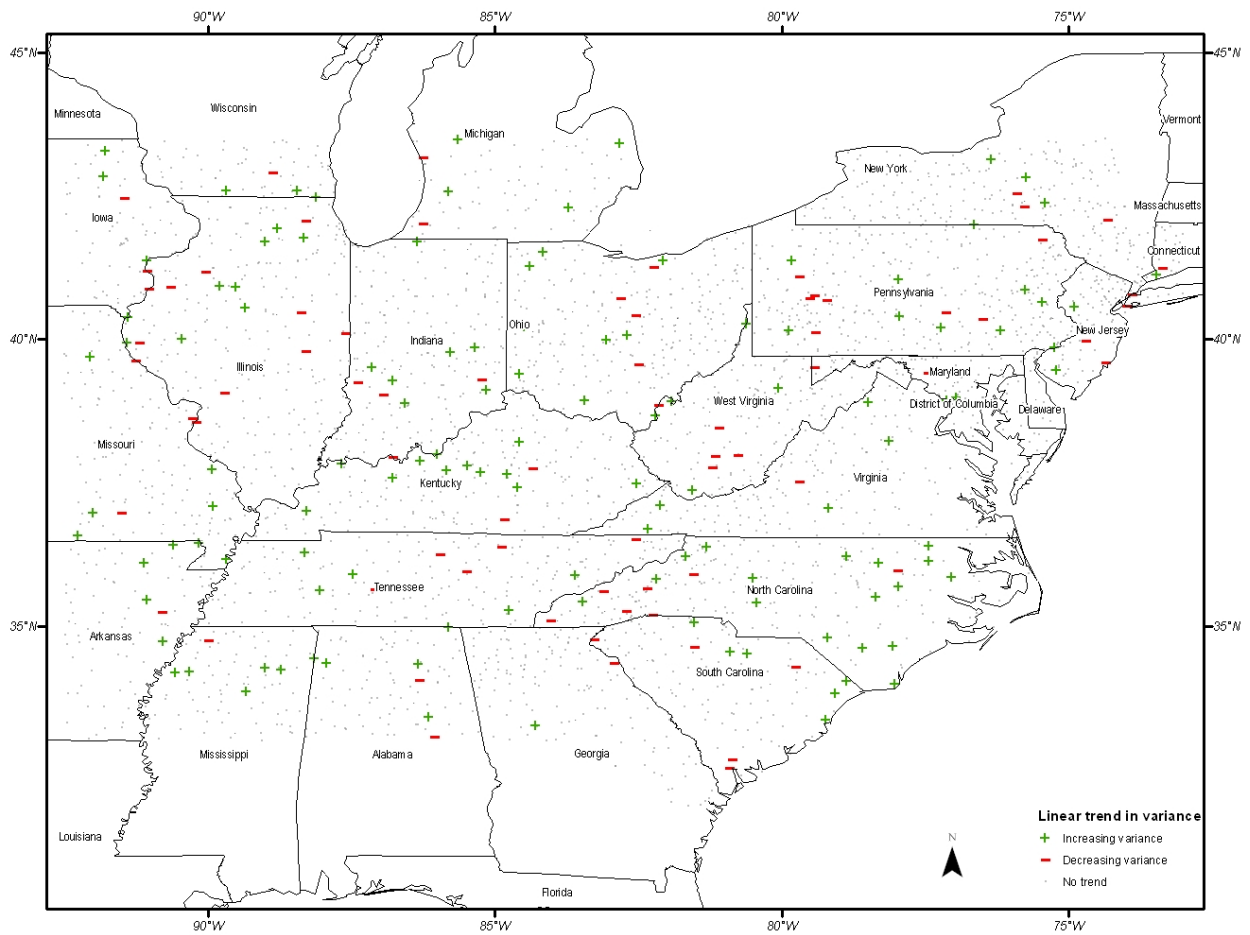 90°W 85°W 80°W 75°W
45°N 45°N
Minnesota Wisconsin Vermont
Michigan
New York
Massachusetts
Iowa
Connecticut
Pennsylvania
Ohio
New Jersey
40°N 40°N
Indiana
Illinois
Maryland
West Virginia District of Columbia
Delaware
Missouri
Virginia
Kentucky
Tennessee North Carolina
Arkansas
35°N 35°N
South Carolina
Mississippi Alabama Georgia
Linear trend in variance
Louisiana N Increasing variance
Decreasing variance
No trend
Florida
90°W 85°W 80°W 75°W